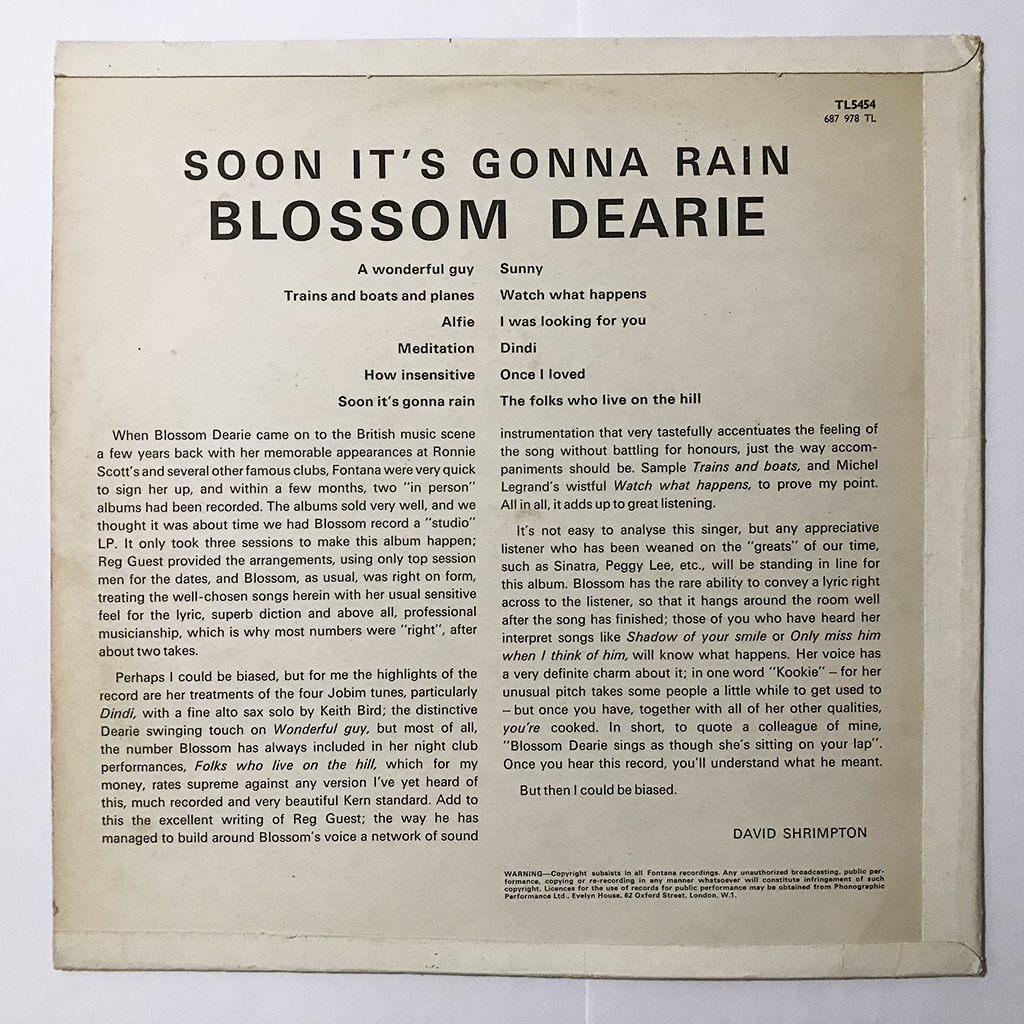 TL5454
687 978 TL
SOON IT'S GONNA RAIN
BLOSSOM DEARIE
A wonderful guy
Trains and boats and planes
Alfie
Meditation
How insensitive
Soon it's gonna rain
Sunny
Watch what happens
I was looking for you
Dindi
Once I loved
The folks who live on the hill
When Blossom Dearie came on to the British music scene
a few years back with her memorable appearances at Ronnie
Scott's and several other famous clubs, Fontana were very quick
to sign her up, and within a few months, two "in person"
albums had been recorded. The albums sold very well, and we
thought it was about time we had Blossom record a "studio"
LP. It only took three sessions to make this album happen;
Reg Guest provided the arrangements, using only top session
men for the dates, and Blossom, as usual, was right on form,
treating the well-chosen songs herein with her usual sensitive
feel for the lyric, superb diction and above all, professional
musicianship, which is why most numbers were "right", after
about two takes.
Perhaps I could be biased, but for me the highlights of the
record are her treatments of the four Jobim tunes, particularly
Dindi, with a fine alto sax solo by Keith Bird; the distinctive
Dearie swinging touch on Wonderful guy, but most of all,
the number Blossom has always included in her night club
performances, Folks who live on the hill, which for my
money, rates supreme against any version I've yet heard of
this, much recorded and very beautiful Kern standard. Add to
this the excellent writing of Reg Guest; the way he has
managed to build around Blossom's voice a network of sound
instrumentation that very tastefully accentuates the feeling of
the song without battling for honours, just the way accom-
paniments should be. Sample Trains and boats, and Michel
Legrand's wistful Watch what happens, to prove my point.
All in all, it adds up to great listening.
It's not easy to analyse this singer, but any appreciative
listener who has been weaned on the "greats" of our time,
such as Sinatra, Peggy Lee, etc., will be standing in line for
this album. Blossom has the rare ability to convey a lyric right
across to the listener, so that it hangs around the room well
after the song has finished; those of you who have heard her
interpret songs like Shadow of your smile or Only miss him
when I think of him, will know what happens. Her voice has
a very definite charm about it; in one word "Kookie" – for her
unusual pitch takes some people a little while to get used to
– but once you have, together with all of her other qualities,
you're cooked. In short, to quote a colleague of mine,
"Blossom Dearie sings as though she's sitting on your lap".
Once you hear this record, you'll understand what he meant.
But then I could be biased.
DAVID SHRIMPTON
WARNING—Copyright subsists in all Fontana recordings. Any unauthorized broadcasting, public per-
formance, copying or re-recording in any manner whatsoever will constitute infringement of such
copyright. Licences for the use of records for public performance may be obtained from Phonographic
Performance Ltd., Evelyn House, 62 Oxford Street, London, W.1.